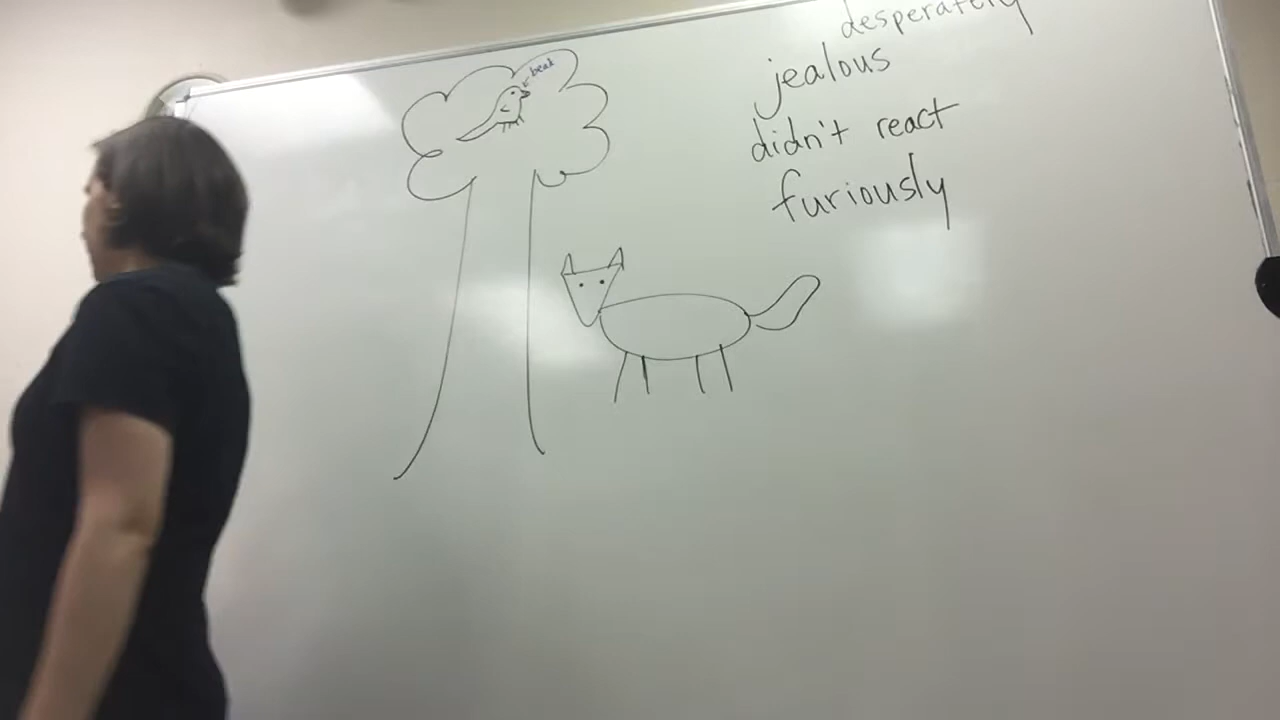 beak
desperately
jealous
didn't react
furiously